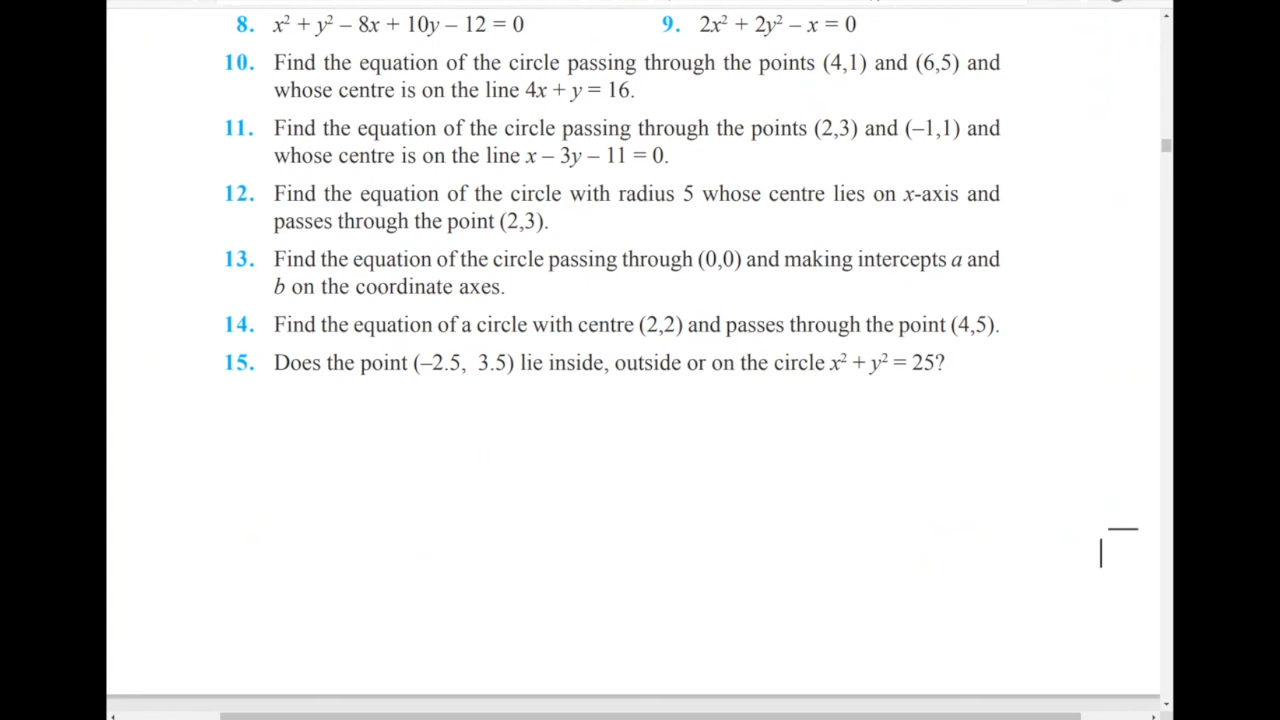 8. x² + y² – 8x + 10y – 12 = 0 9. 2x² + 2y² – x = 0
10. Find the equation of the circle passing through the points (4,1) and (6,5) and
whose centre is on the line 4x + y = 16.
11. Find the equation of the circle passing through the points (2,3) and (–1,1) and
whose centre is on the line x – 3y – 11 = 0.
12. Find the equation of the circle with radius 5 whose centre lies on x-axis and
passes through the point (2,3).
13. Find the equation of the circle passing through (0,0) and making intercepts a and
b on the coordinate axes.
14. Find the equation of a circle with centre (2,2) and passes through the point (4,5).
15. Does the point (–2.5, 3.5) lie inside, outside or on the circle x² + y² = 25?